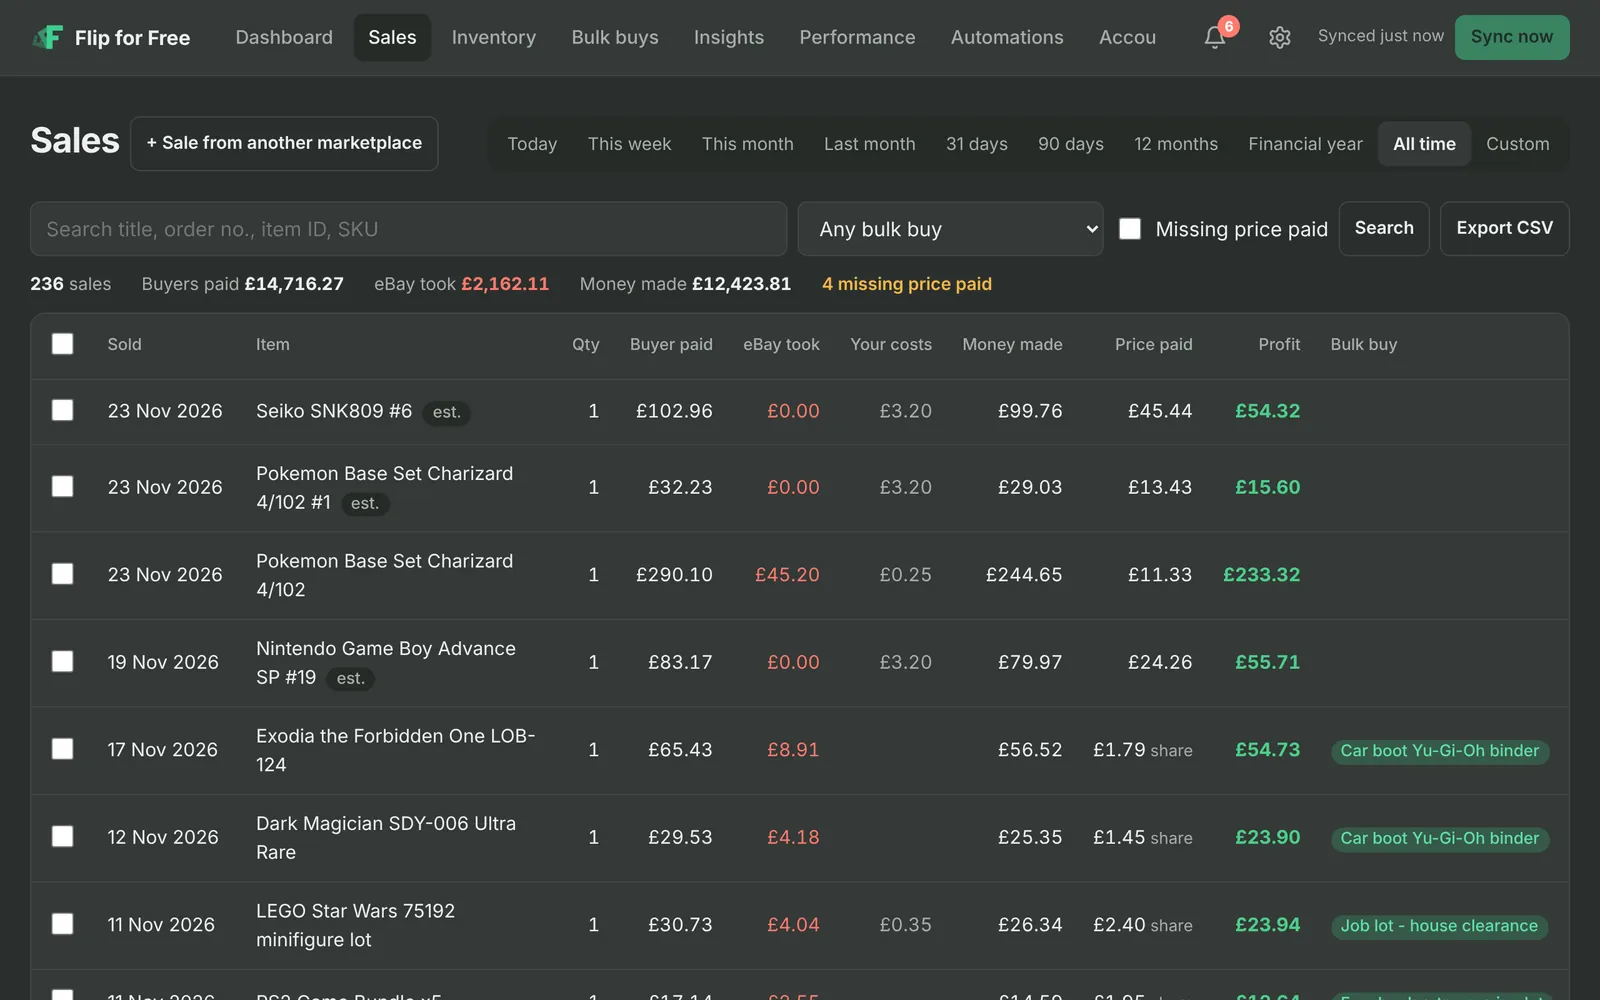 Flip for Free
Dashboard
Sales
Inventory
Bulk buys
Insights
Performance
Automations
Accou
6
Synced just now
Sync now
Sales
+ Sale from another marketplace
Today
This week
This month
Last month
31 days
90 days
12 months
Financial year
All time
Custom
Search title, order no., item ID, SKU
Any bulk buy
Missing price paid
Search
Export CSV
236 sales
Buyers paid £14,716.27
eBay took £2,162.11
Money made £12,423.81
4 missing price paid
Sold Item Qty Buyer paid eBay took Your costs Money made Price paid Profit Bulk buy
23 Nov 2026 Seiko SNK809 #6 est. 1 £102.96 £0.00 £3.20 £99.76 £45.44 £54.32
23 Nov 2026 Pokemon Base Set Charizard
4/102 #1 est. 1 £32.23 £0.00 £3.20 £29.03 £13.43 £15.60
23 Nov 2026 Pokemon Base Set Charizard
4/102 1 £290.10 £45.20 £0.25 £244.65 £11.33 £233.32
19 Nov 2026 Nintendo Game Boy Advance
SP #19 est. 1 £83.17 £0.00 £3.20 £79.97 £24.26 £55.71
17 Nov 2026 Exodia the Forbidden One LOB-
124 1 £65.43 £8.91 £56.52 £1.79 share £54.73 Car boot Yu-Gi-Oh binder
12 Nov 2026 Dark Magician SDY-006 Ultra
Rare 1 £29.53 £4.18 £25.35 £1.45 share £23.90 Car boot Yu-Gi-Oh binder
11 Nov 2026 LEGO Star Wars 75192
minifigure lot 1 £30.73 £4.04 £0.35 £26.34 £2.40 share £23.94 Job lot - house clearance
11 Nov 2026